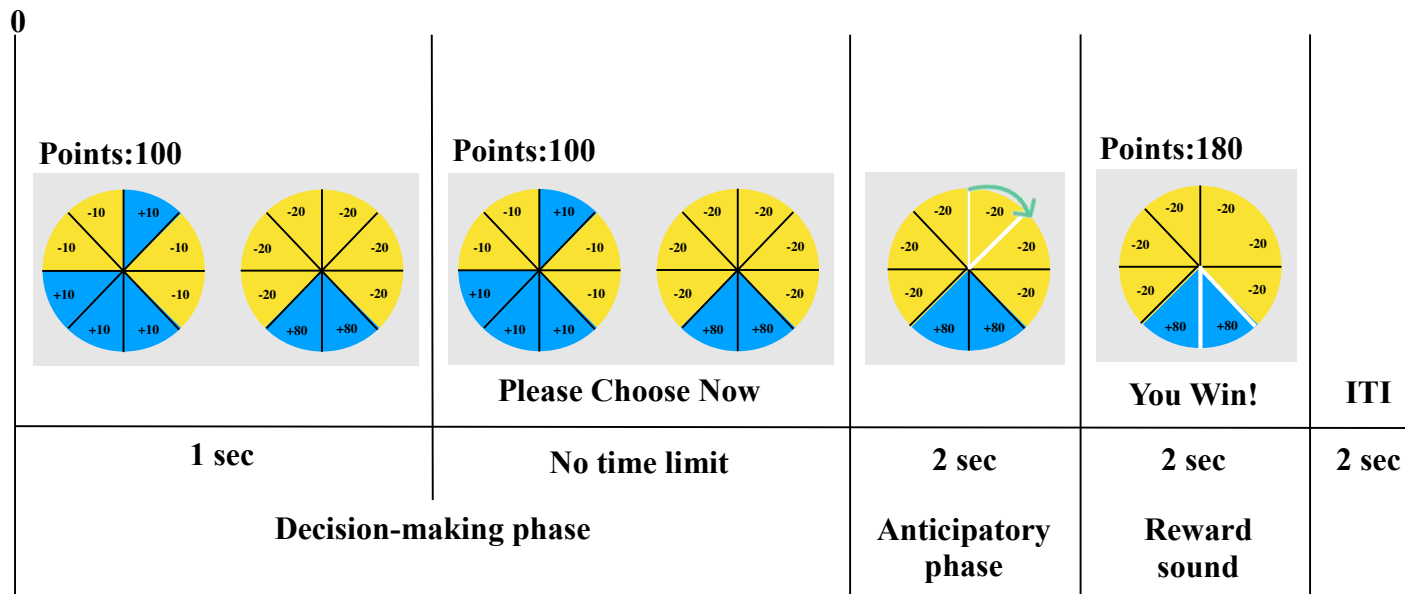 0
Points:100
-10 +10
-10 -10
+10 -10
+10 +10
-20 -20
-20 -20
-20 -20
+80 +80
Points:100
-10 +10
-10 -10
+10 -10
+10 +10
-20 -20
-20 -20
-20 -20
+80 +80
Please Choose Now
-20 -20
-20 -20
-20 -20
+80 +80
Points:180
-20 -20
-20 -20
-20 -20
+80 +80
You Win!
ITI
1 sec
No time limit
2 sec
2 sec
2 sec
Decision-making phase
Anticipatory
phase
Reward
sound